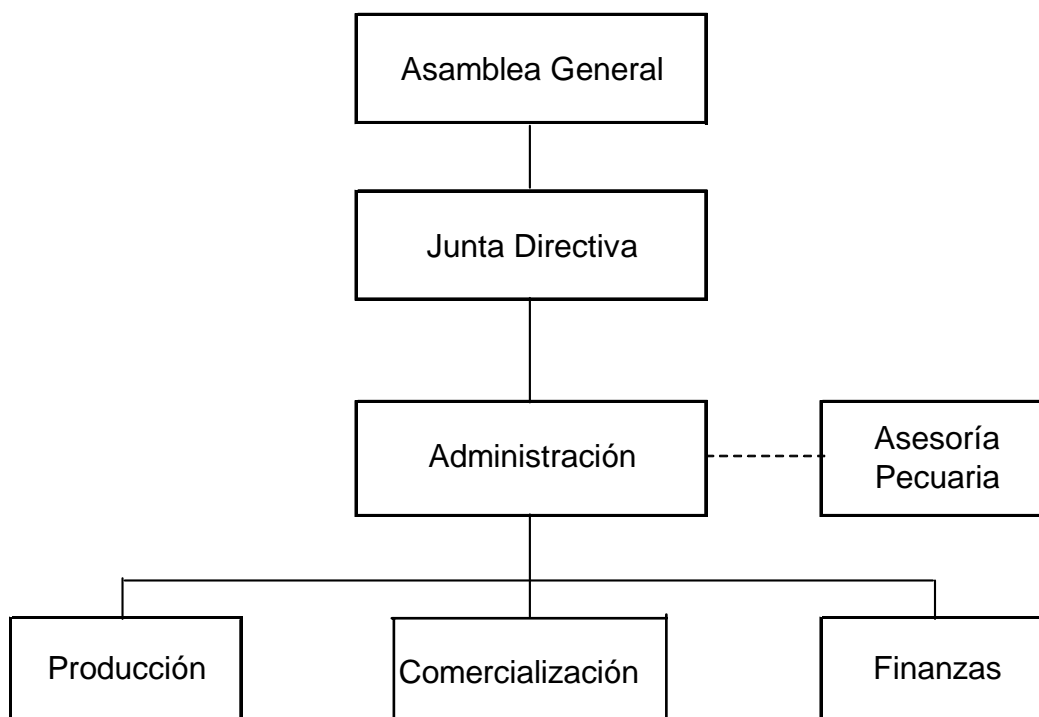 Asamblea General
Junta Directiva
Administración
Asesoría
Pecuaria
Producción
Comercialización
Finanzas